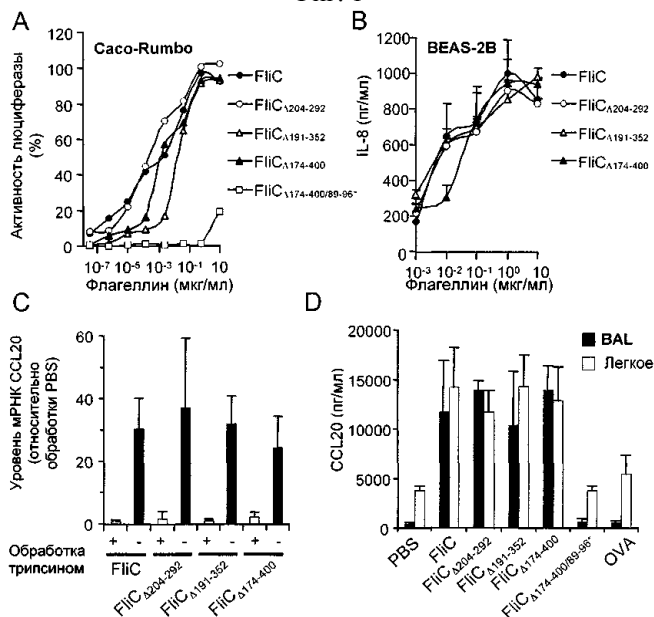 A
B
Caco-Rumbo
BEAS-2B
Активность люциферазы
(%)
120
100
80
60
40
20
0
10⁻⁷ 10⁻⁵ 10⁻³ 10⁻¹ 10
Флагеллин (мкг/мл)
FliC
FliCΔ204-292
FliCΔ191-352
FliCΔ174-400
FliCΔ174-400/89-96*
IL-8 (пг/мл)
1200
1000
800
600
400
200
0
10⁻³ 10⁻² 10⁻¹ 10⁰ 10
Флагеллин (мкг/мл)
FliC
FliCΔ204-292
FliCΔ191-352
FliCΔ174-400
C
D
Уровень мРНК CCL20
(относительно
обработки PBS)
60
40
20
0
+ - + - + - + -
Обработка
трипсином
FliC
FliCΔ204-292
FliCΔ191-352
FliCΔ174-400
CCL20 (пг/мл)
20000
15000
10000
5000
0
BAL
Легкое
PBS
FliC
FliCΔ204-292
FliCΔ191-352
FliCΔ174-400
FliCΔ174-400/89-96*
OVA